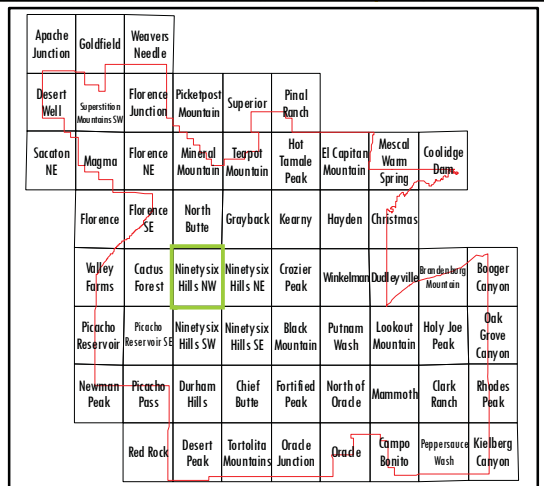 Apache Junction
Goldfield
Weavers Needle
Desert Well
Superstition Mountains SW
Florence Junction
Picketpost Mountain
Superior
Pinal Ranch
Sacaton NE
Magma
Florence NE
Mineral Mountain
Teapot Mountain
Hot Tamale Peak
El Capitan Mountain
Mescal Warm Spring
Coolidge Dam
Florence
Florence SE
North Butte
Grayback
Kearny
Hayden
Christmas
Valley Farms
Cactus Forest
Ninetysix Hills NW
Ninetysix Hills NE
Crozier Peak
Winkelman
Dudleyville
Brandenburg Mountain
Booger Canyon
Picacho Reservoir
Picacho Reservoir SE
Ninetysix Hills SW
Ninetysix Hills SE
Black Mountain
Putnam Wash
Lookout Mountain
Holy Joe Peak
Oak Grove Canyon
Newman Peak
Picacho Pass
Durham Hills
Chief Butte
Fortified Peak
North of Oracle
Mammoth
Clark Ranch
Rhodes Peak
Red Rock
Desert Peak
Tortolita Mountains
Oracle Junction
Oracle
Campo Bonito
Peppersauce Wash
Kielberg Canyon